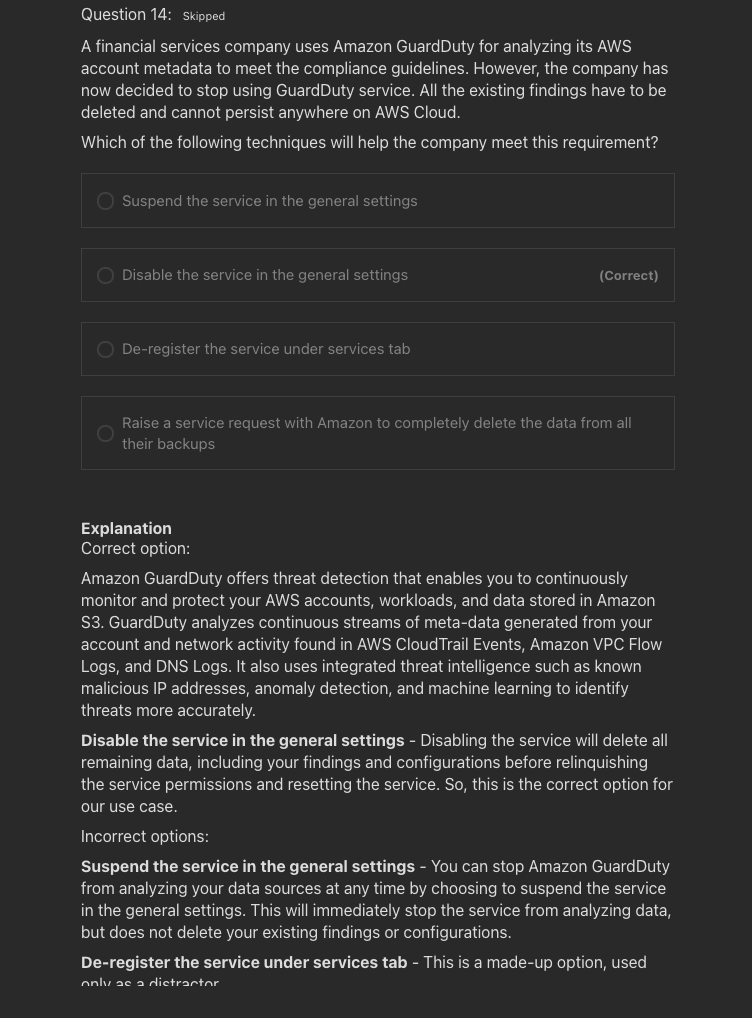 Question 14: Skipped
A financial services company uses Amazon GuardDuty for analyzing its AWS
account metadata to meet the compliance guidelines. However, the company has
now decided to stop using GuardDuty service. All the existing findings have to be
deleted and cannot persist anywhere on AWS Cloud.
Which of the following techniques will help the company meet this requirement?
Suspend the service in the general settings
Disable the service in the general settings (Correct)
De-register the service under services tab
Raise a service request with Amazon to completely delete the data from all
their backups
Explanation
Correct option:
Amazon GuardDuty offers threat detection that enables you to continuously
monitor and protect your AWS accounts, workloads, and data stored in Amazon
S3. GuardDuty analyzes continuous streams of meta-data generated from your
account and network activity found in AWS CloudTrail Events, Amazon VPC Flow
Logs, and DNS Logs. It also uses integrated threat intelligence such as known
malicious IP addresses, anomaly detection, and machine learning to identify
threats more accurately.
Disable the service in the general settings - Disabling the service will delete all
remaining data, including your findings and configurations before relinquishing
the service permissions and resetting the service. So, this is the correct option for
our use case.
Incorrect options:
Suspend the service in the general settings - You can stop Amazon GuardDuty
from analyzing your data sources at any time by choosing to suspend the service
in the general settings. This will immediately stop the service from analyzing data,
but does not delete your existing findings or configurations.
De-register the service under services tab - This is a made-up option, used
only as a distractor